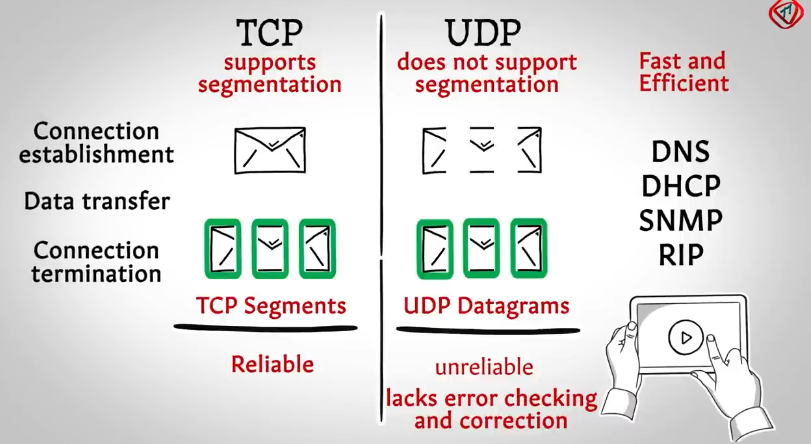 TCP
supports
segmentation
UDP
does not support
segmentation
Fast and
Efficient
Connection
establishment
Data transfer
Connection
termination
DNS
DHCP
SNMP
RIP
TCP Segments
UDP Datagrams
Reliable
unreliable
lacks error checking
and correction